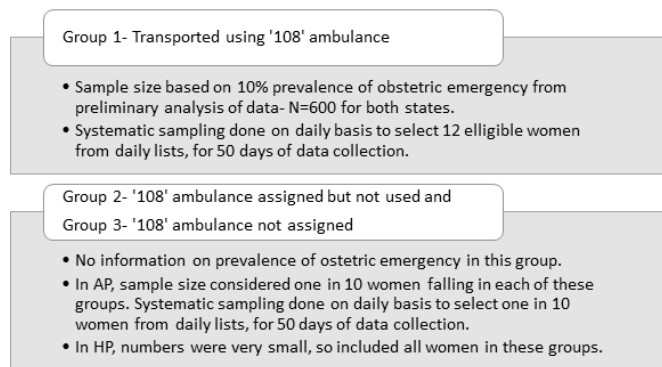 Group 1- Transported using '108' ambulance
• Sample size based on 10% prevalence of obstetric emergency from
preliminary analysis of data- N=600 for both states.
• Systematic sampling done on daily basis to select 12 elligible women
from daily lists, for 50 days of data collection.
Group 2- '108' ambulance assigned but not used and
Group 3- '108' ambulance not assigned
• No information on prevalence of ostetric emergency in this group.
• In AP, sample size considered one in 10 women falling in each of these
groups. Systematic sampling done on daily basis to select one in 10
women from daily lists, for 50 days of data collection.
• In HP, numbers were very small, so included all women in these groups.